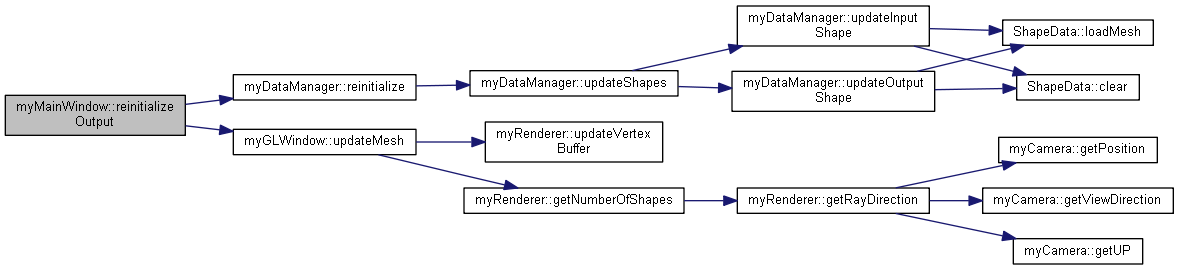 myMainWindow::reinitialize
Output
myDataManager::reinitialize
myGLWindow::updateMesh
myDataManager::updateShapes
myRenderer::updateVertex
Buffer
myRenderer::getNumberOfShapes
myDataManager::updateInput
Shape
myDataManager::updateOutput
Shape
myRenderer::getRayDirection
ShapeData::loadMesh
ShapeData::clear
myCamera::getPosition
myCamera::getViewDirection
myCamera::getUP